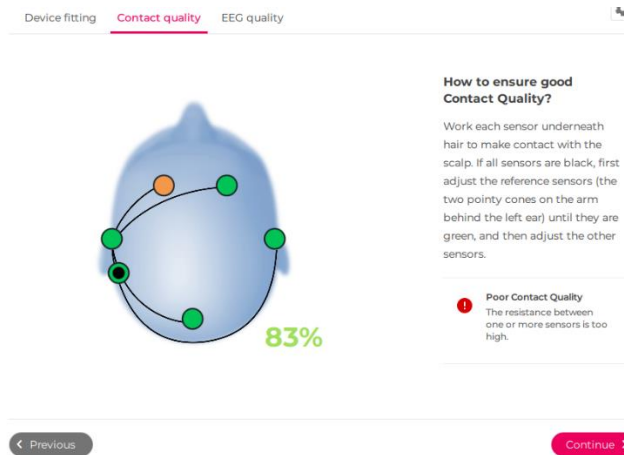 Device fitting
Contact quality
EEG quality
How to ensure good
Contact Quality?
Work each sensor underneath
hair to make contact with the
scalp. If all sensors are black, first
adjust the reference sensors (the
two pointy cones on the arm
behind the left ear) until they are
green, and then adjust the other
sensors.
Poor Contact Quality
The resistance between
one or more sensors is too
high.
83%
Previous
Continue